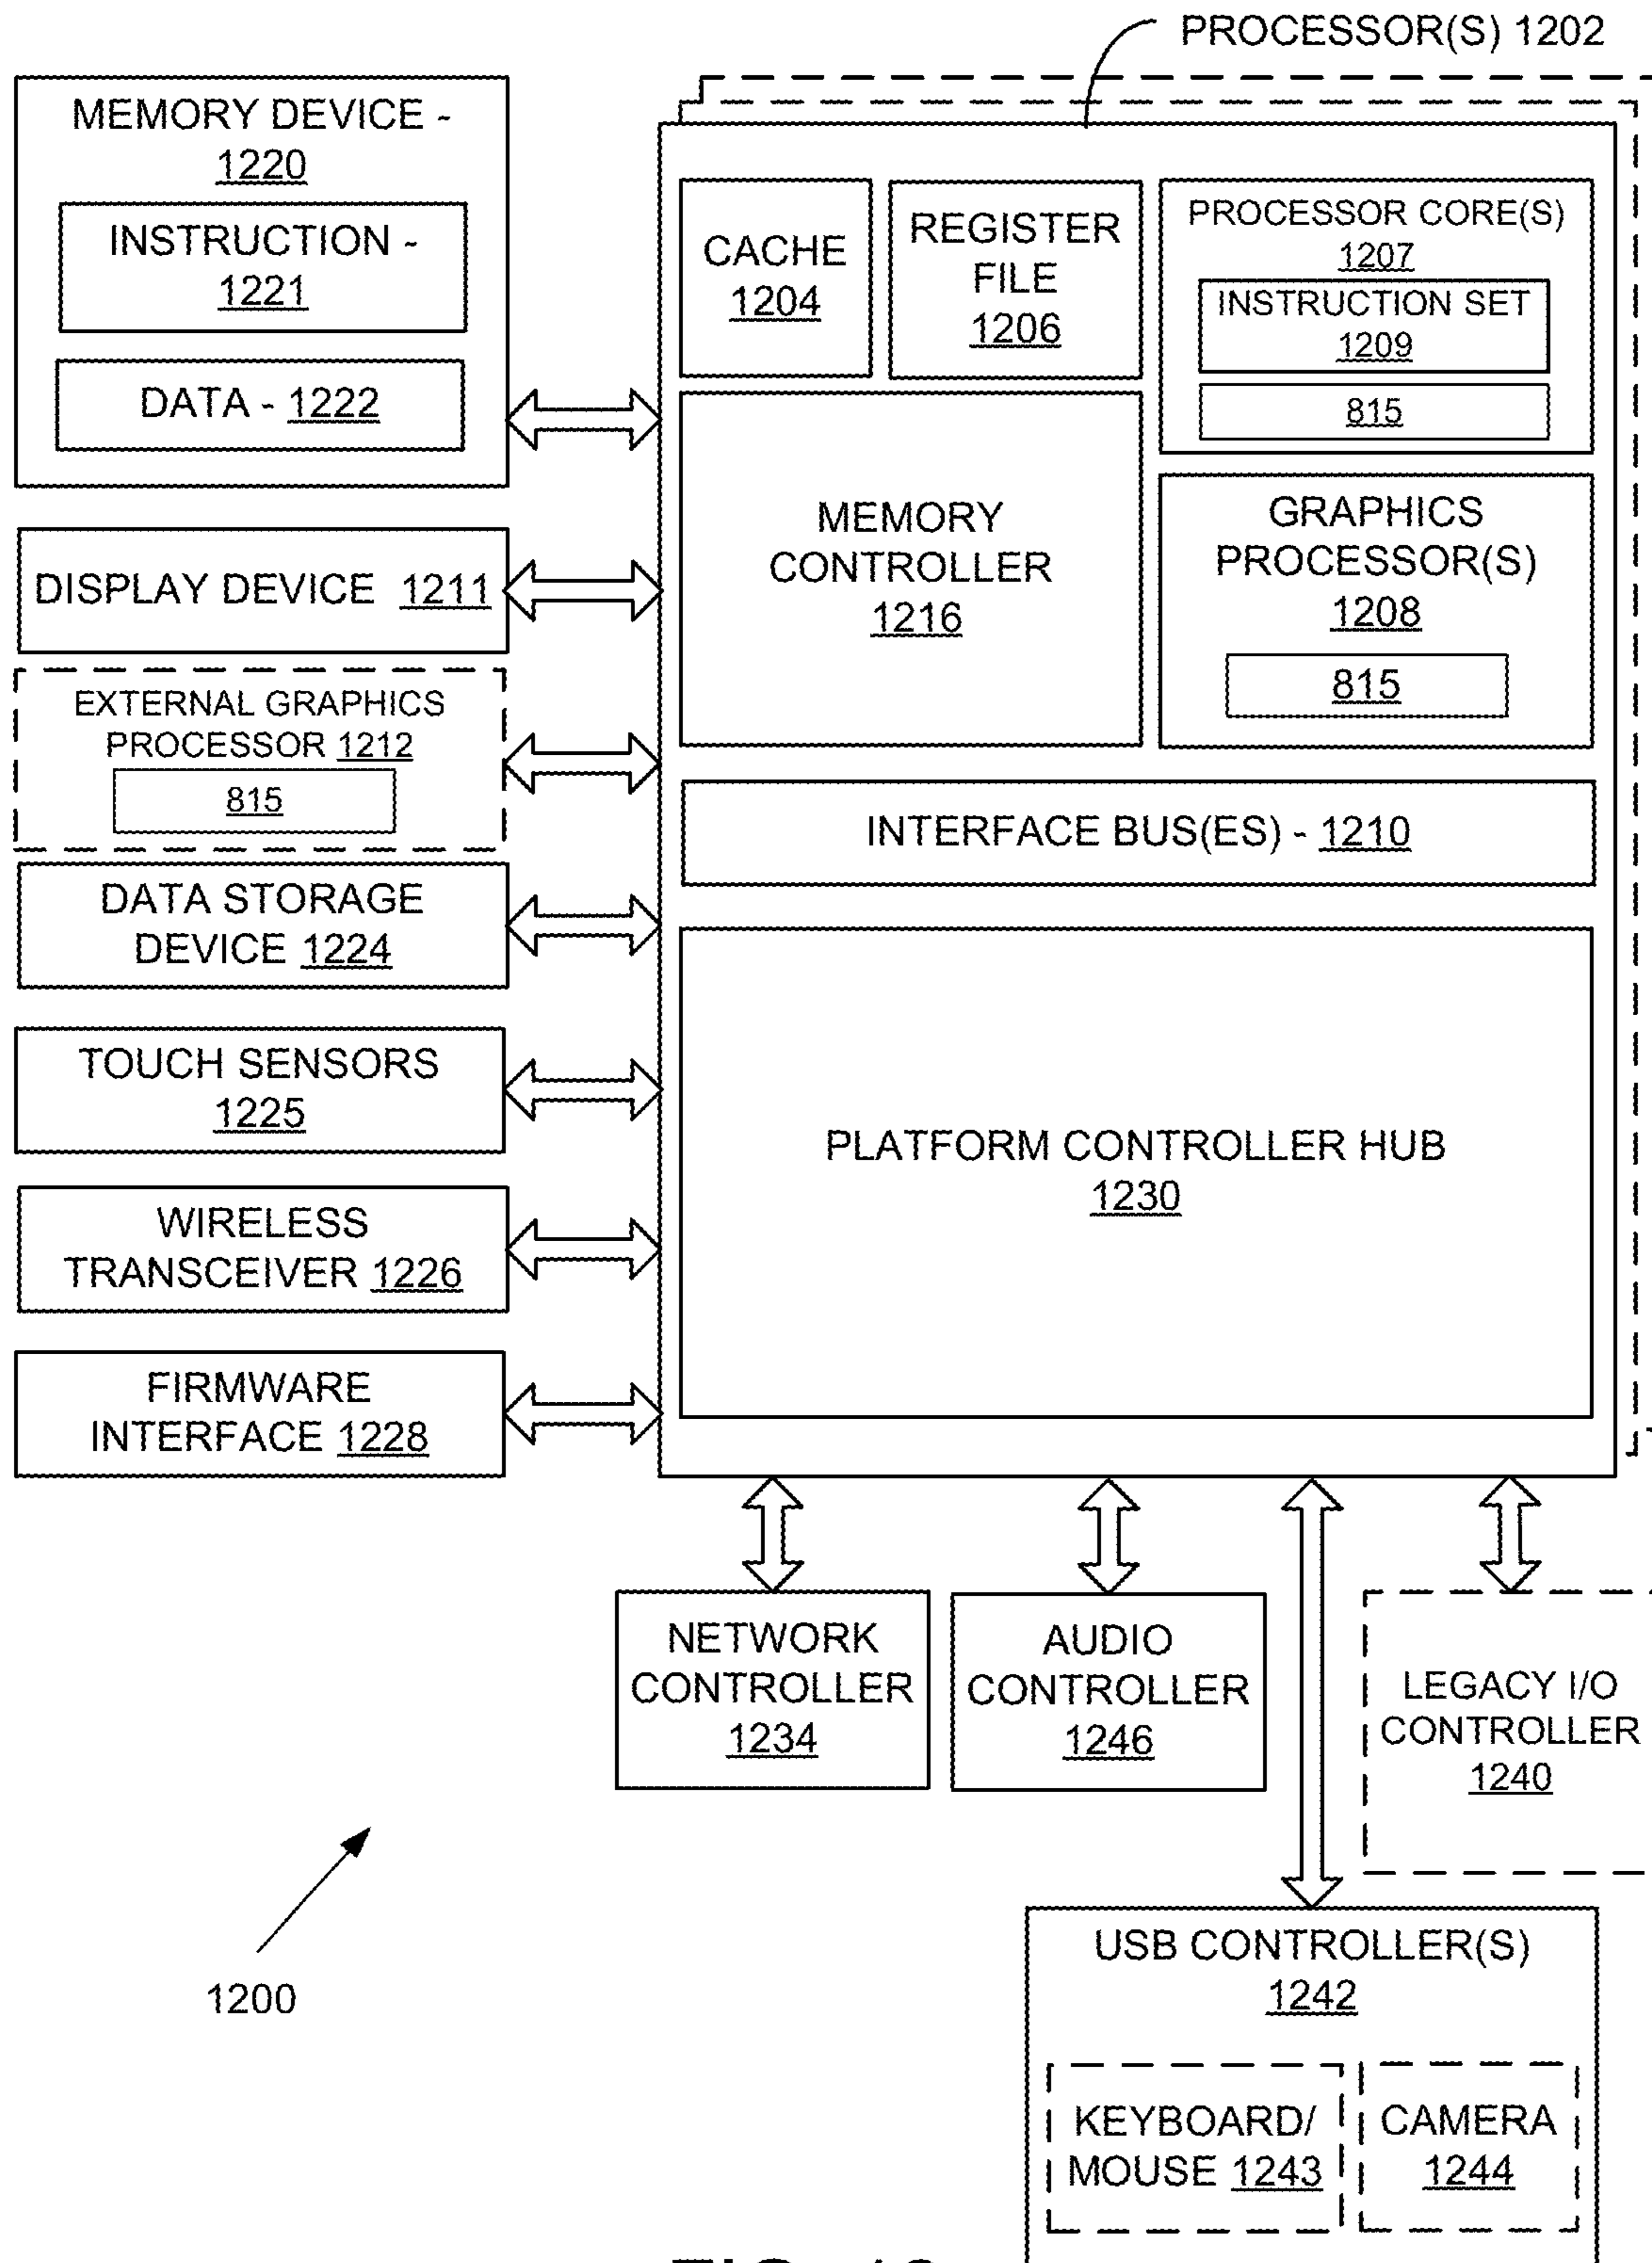 PROCESSOR(S) 1202
MEMORY DEVICE -
1220
INSTRUCTION -
1221
DATA - 1222
DISPLAY DEVICE 1211
EXTERNAL GRAPHICS
PROCESSOR 1212
815
DATA STORAGE
DEVICE 1224
TOUCH SENSORS
1225
WIRELESS
TRANSCEIVER 1226
FIRMWARE
INTERFACE 1228
CACHE
1204
REGISTER
FILE
1206
PROCESSOR CORE(S)
1207
INSTRUCTION SET
1209
815
MEMORY
CONTROLLER
1216
GRAPHICS
PROCESSOR(S)
1208
815
INTERFACE BUS(ES) - 1210
PLATFORM CONTROLLER HUB
1230
NETWORK
CONTROLLER
1234
AUDIO
CONTROLLER
1246
LEGACY I/O
CONTROLLER
1240
1200
USB CONTROLLER(S)
1242
KEYBOARD/
MOUSE 1243
CAMERA
1244